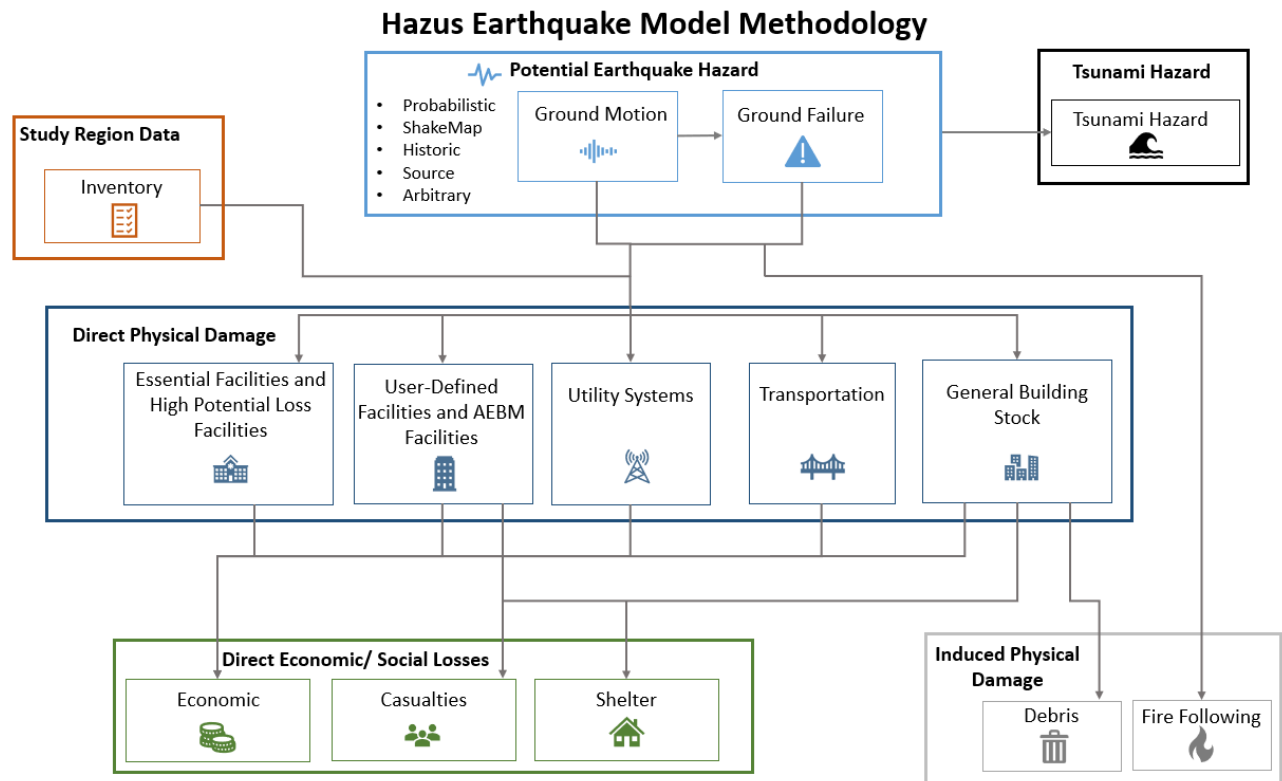 Hazus Earthquake Model Methodology
Potential Earthquake Hazard
• Probabilistic
• ShakeMap
• Historic
• Source
• Arbitrary
Ground Motion
Ground Failure
Tsunami Hazard
Tsunami Hazard
Study Region Data
Inventory
Direct Physical Damage
Essential Facilities and
High Potential Loss
Facilities
User-Defined
Facilities and AEBM
Facilities
Utility Systems
Transportation
General Building
Stock
Direct Economic/ Social Losses
Economic
Casualties
Shelter
Induced Physical
Damage
Debris
Fire Following